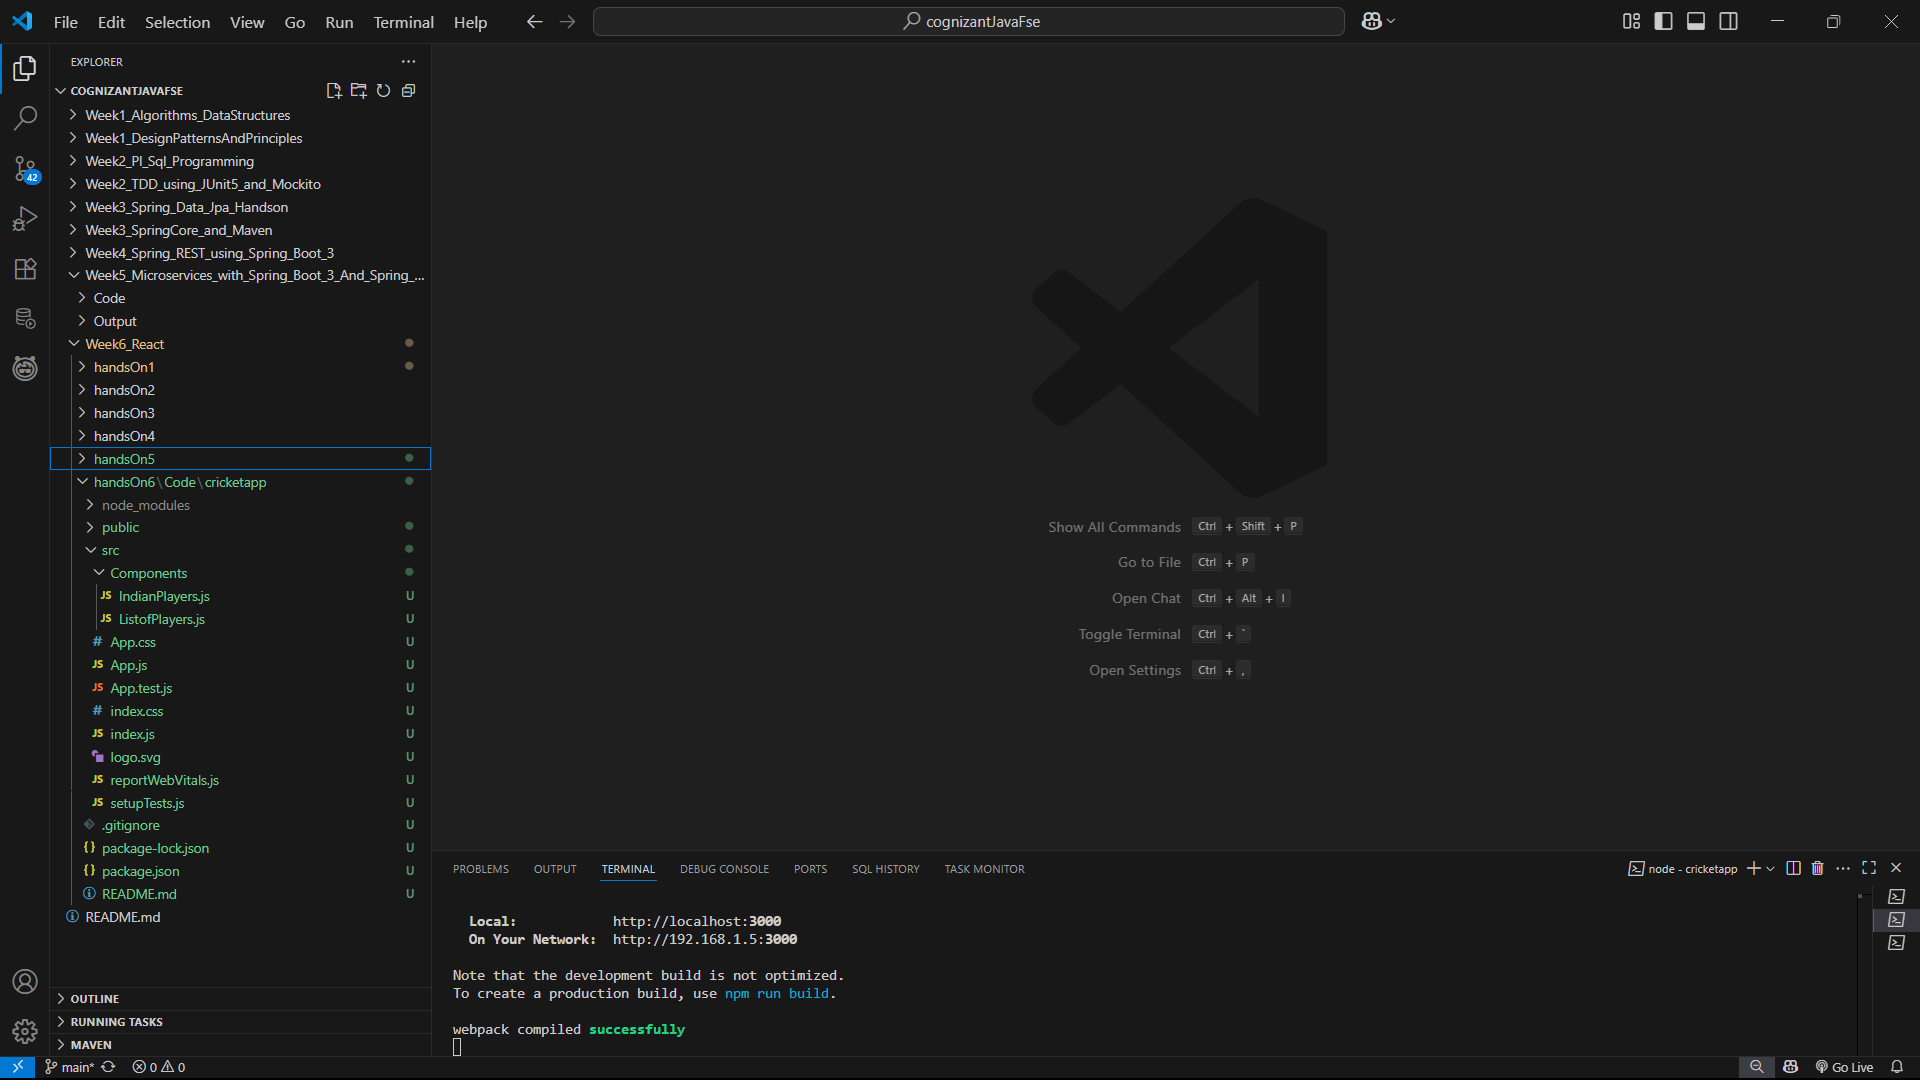 File Edit Selection View Go Run Terminal Help
cognizantJavaFse
EXPLORER
COGNIZANTJAVAFSE
Week1_Algorithms_DataStructures
Week1_DesignPatternsAndPrinciples
Week2_Pl_Sql_Programming
Week2_TDD_using_JUnit5_and_Mockito
Week3_Spring_Data_Jpa_Handson
Week3_SpringCore_and_Maven
Week4_Spring_REST_using_Spring_Boot_3
Week5_Microservices_with_Spring_Boot_3_And_Spring_...
Code
Output
Week6_React
handsOn1
handsOn2
handsOn3
handsOn4
handsOn5
handsOn6\Code\cricketapp
node_modules
public
src
Components
JS IndianPlayers.js U
JS ListofPlayers.js U
# App.css U
JS App.js U
JS App.test.js U
# index.css U
JS index.js U
logo.svg U
JS reportWebVitals.js U
JS setupTests.js U
.gitignore U
{} package-lock.json U
{} package.json U
README.md U
README.md
OUTLINE
RUNNING TASKS
MAVEN
42
Show All Commands Ctrl + Shift + P
Go to File Ctrl + P
Open Chat Ctrl + Alt + I
Toggle Terminal Ctrl + `
Open Settings Ctrl + ,
PROBLEMS OUTPUT TERMINAL DEBUG CONSOLE PORTS SQL HISTORY TASK MONITOR
node - cricketapp
Local: http://localhost:3000
On Your Network: http://192.168.1.5:3000
Note that the development build is not optimized.
To create a production build, use npm run build.
webpack compiled successfully
main* 0 0
Go Live